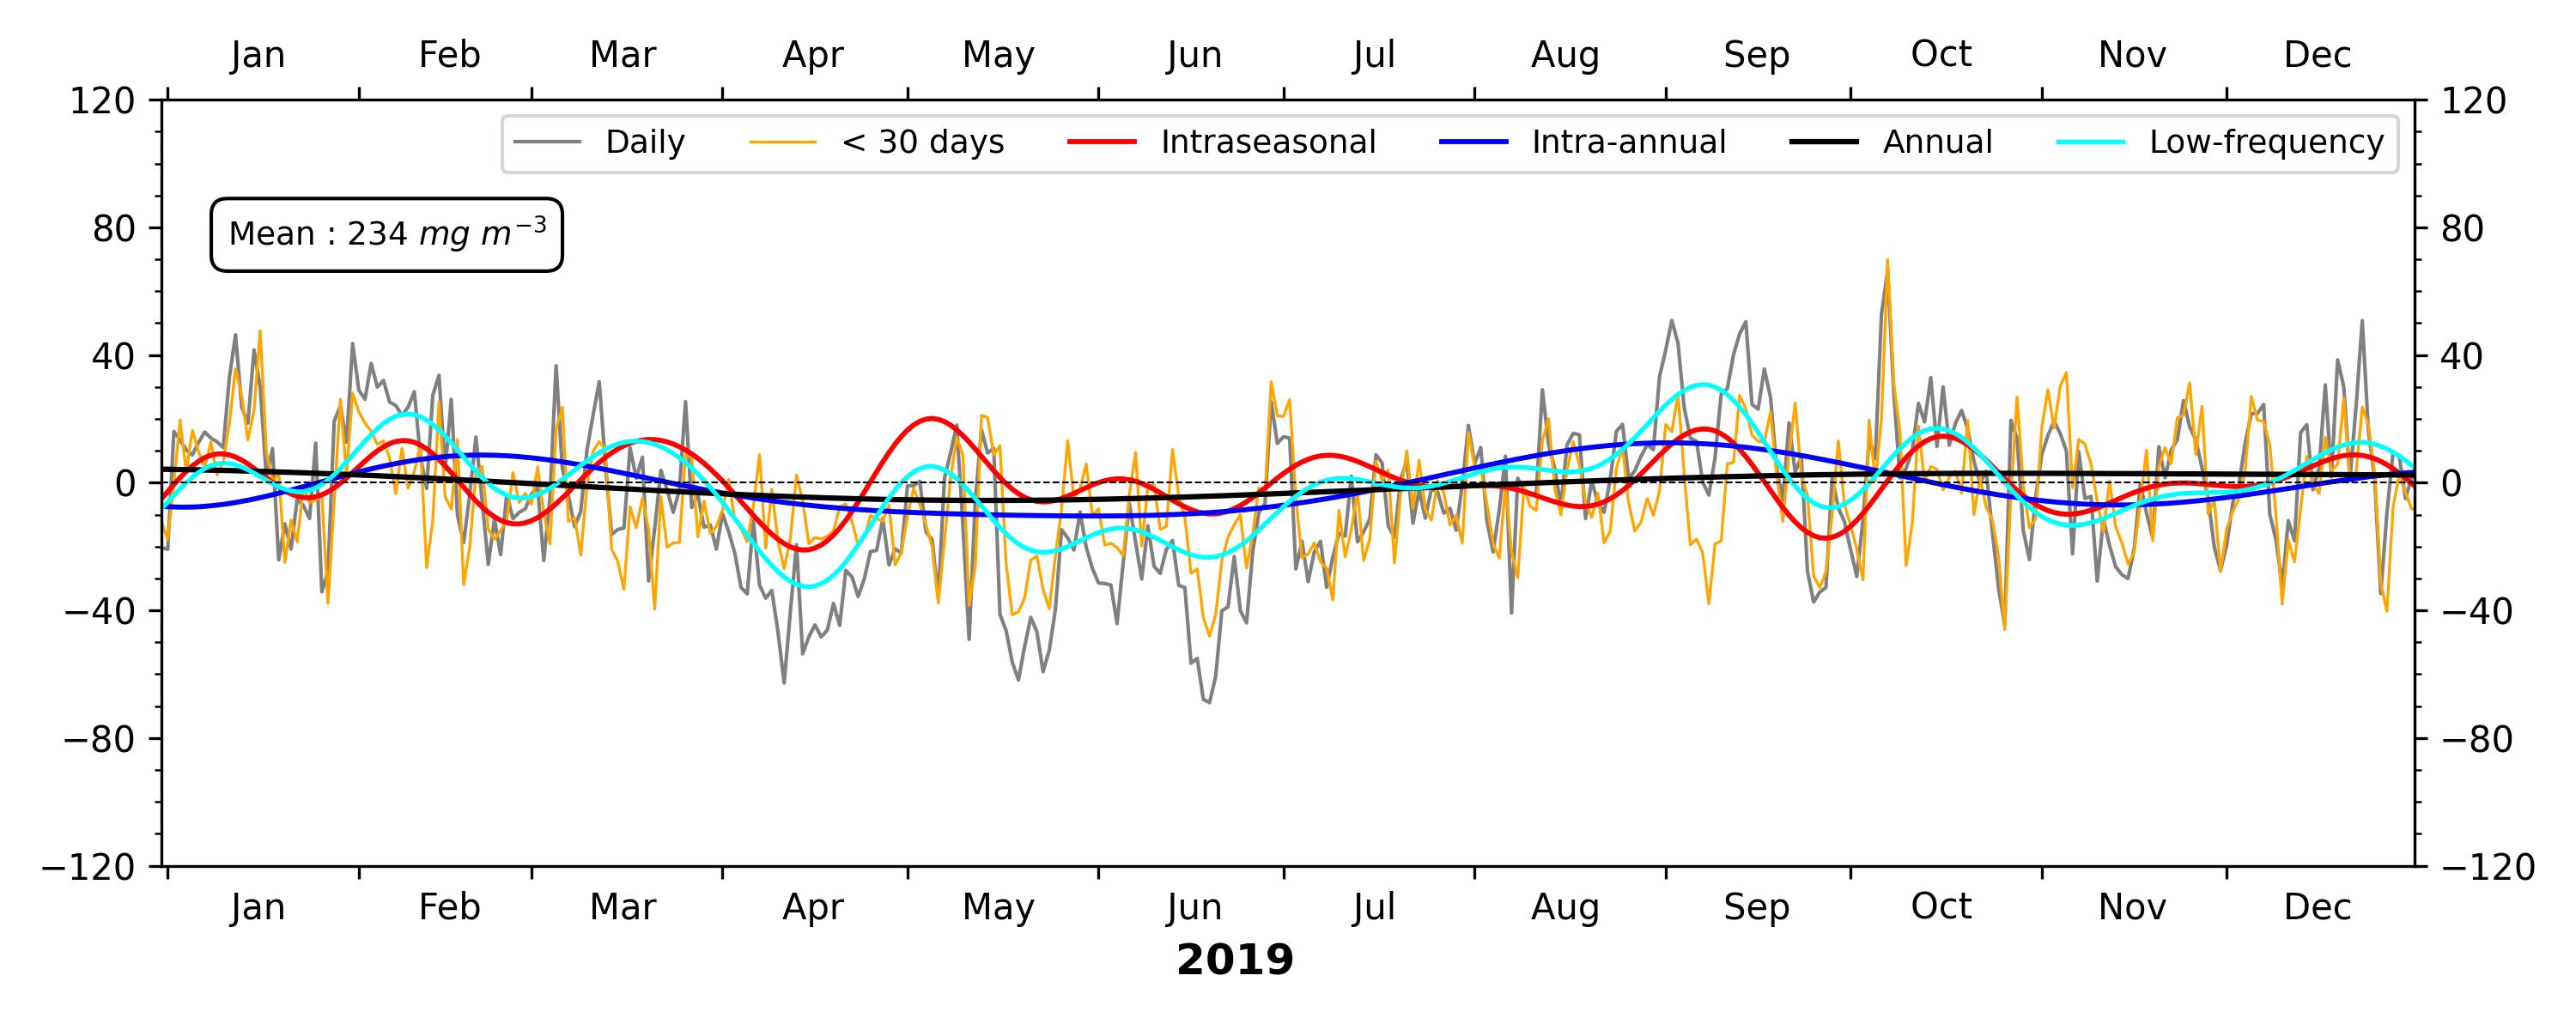 Jan Feb Mar Apr May Jun Jul Aug Sep Oct Nov Dec
120 120
Daily < 30 days Intraseasonal Intra-annual Annual Low-frequency
80 Mean : 234 mg m⁻³ 80
40 40
0 0
−40 −40
−80 −80
−120 −120
Jan Feb Mar Apr May Jun Jul Aug Sep Oct Nov Dec
2019